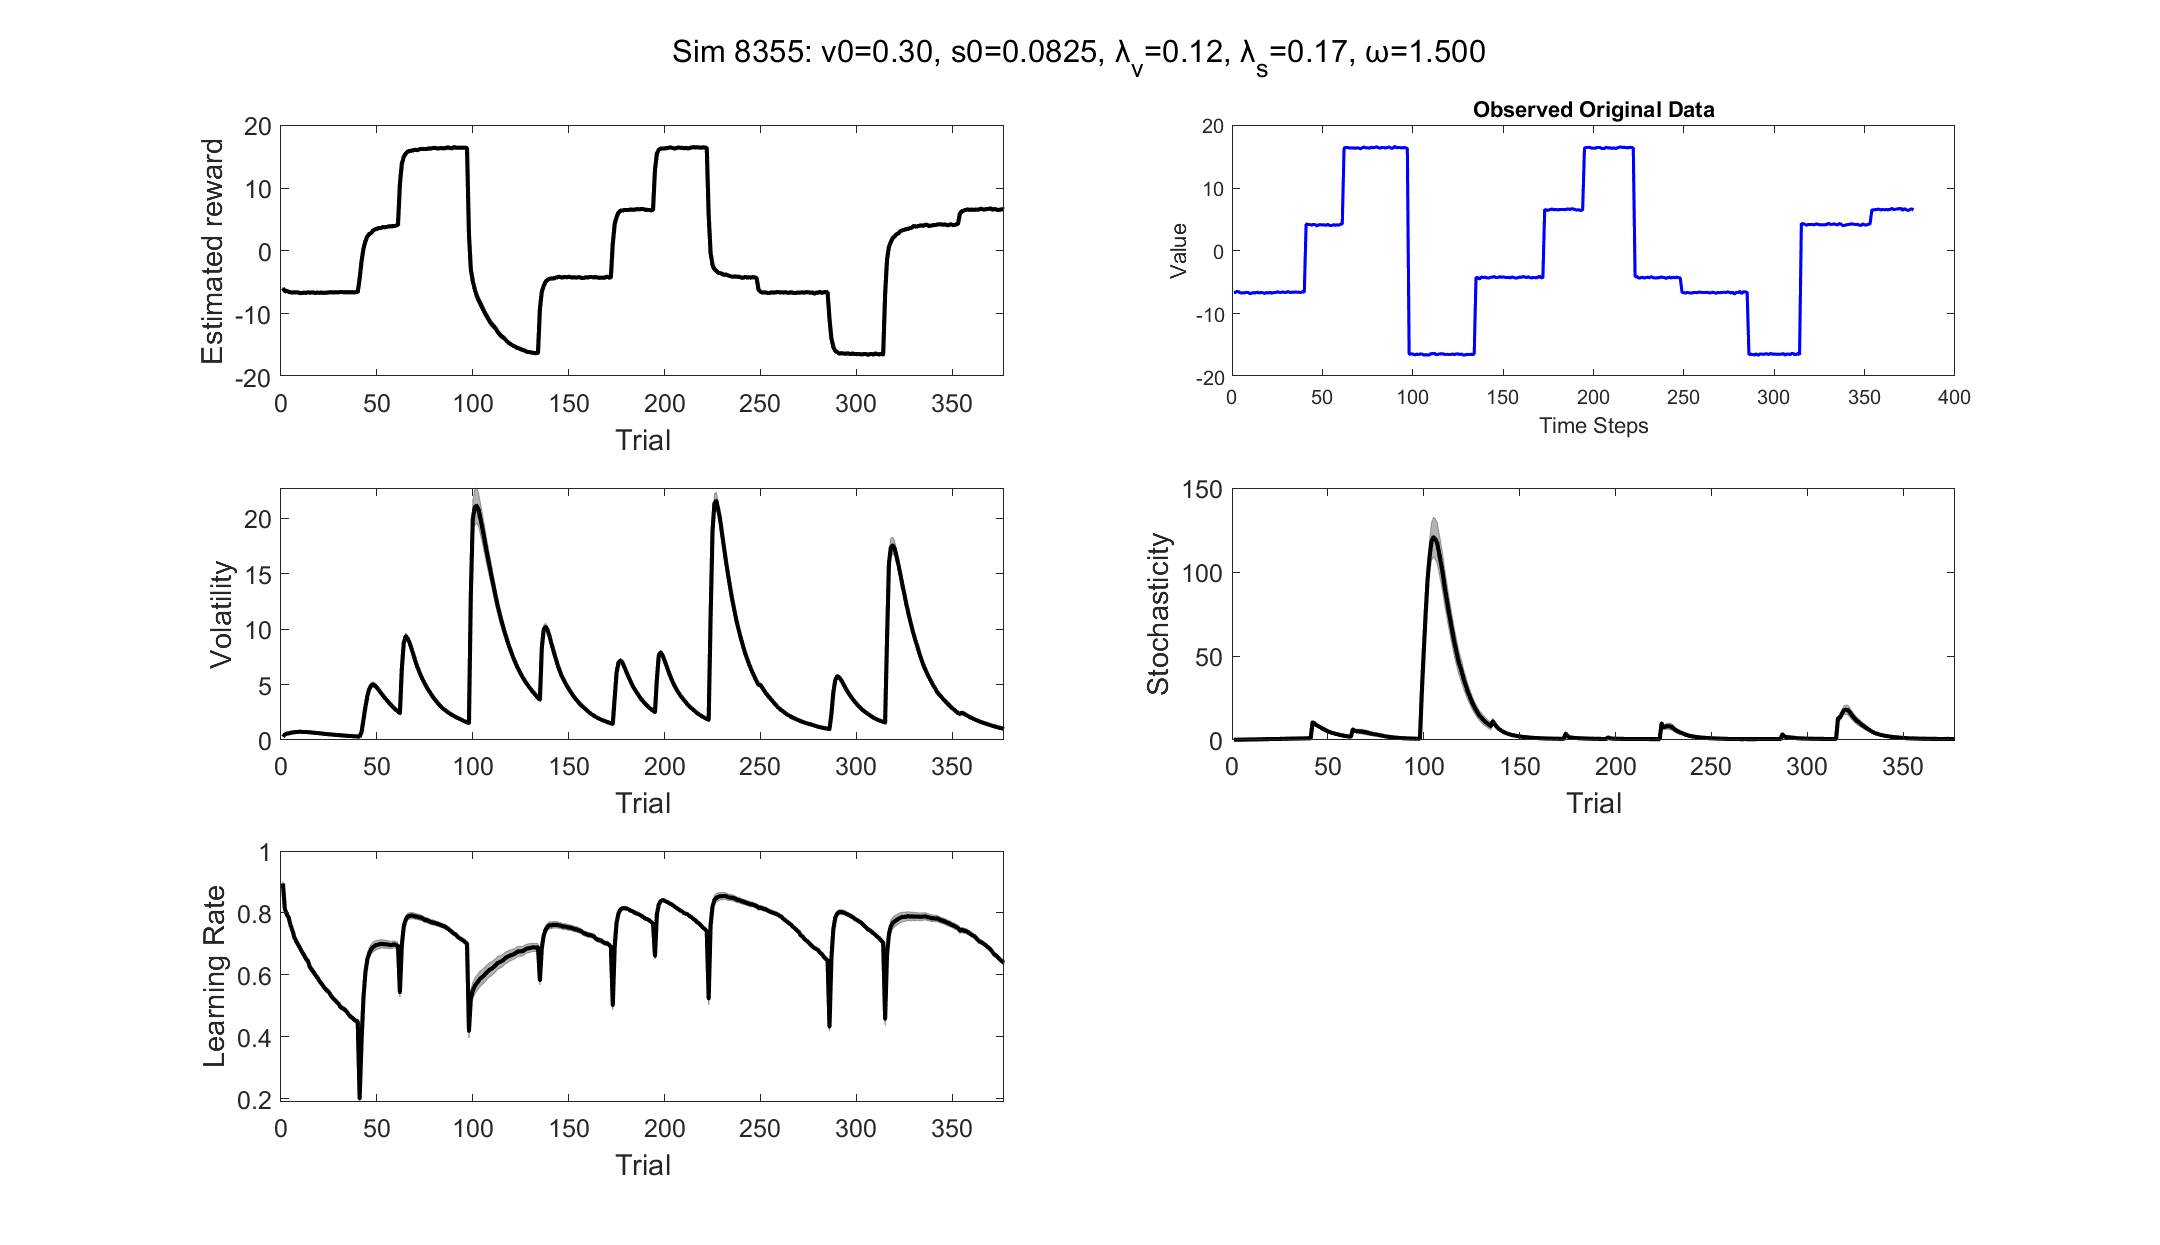 Sim 8355: v0=0.30, s0=0.0825, λv=0.12, λs=0.17, ω=1.500
Estimated reward
20
10
0
-10
-20
0 50 100 150 200 250 300 350
Trial
Observed Original Data
Value
20
10
0
-10
-20
0 50 100 150 200 250 300 350 400
Time Steps
Volatility
20
15
10
5
0
0 50 100 150 200 250 300 350
Trial
Stochasticity
150
100
50
0
0 50 100 150 200 250 300 350
Trial
Learning Rate
1
0.8
0.6
0.4
0.2
0 50 100 150 200 250 300 350
Trial